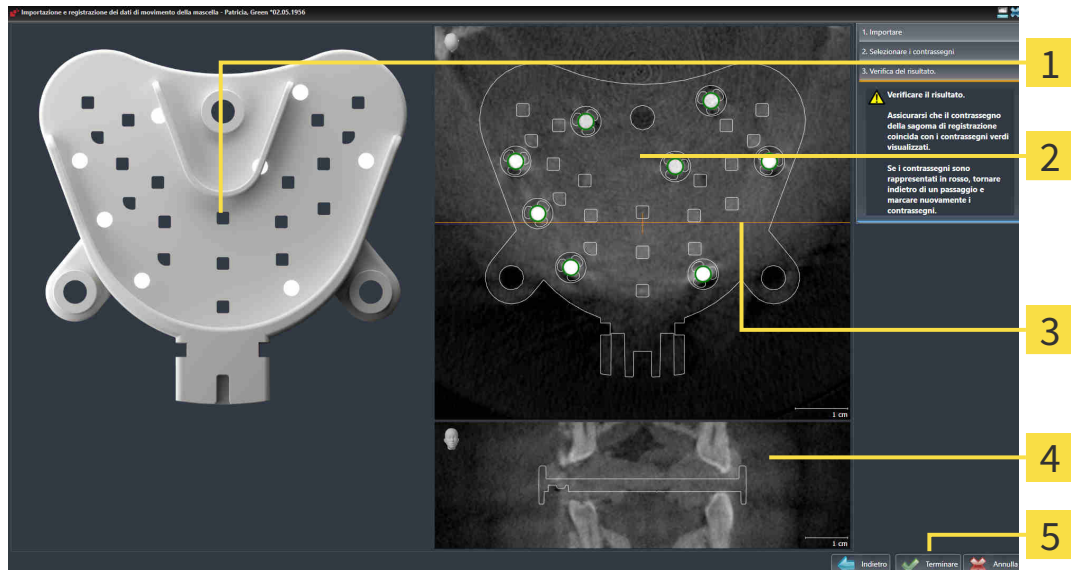 Importazione e registrazione dei dati di movimento della mascella - Patricia, Green *02.05.1956
1. Importare
2. Selezionare i contrassegni
3. Verifica del risultato.
Verificare il risultato.
Assicurarsi che il contrassegno
della sagoma di registrazione
coincida con i contrassegni verdi
visualizzati.
Se i contrassegni sono
rappresentati in rosso, tornare
indietro di un passaggio e
marcare nuovamente i
contrassegni.
1
2
3
1 cm
4
1 cm
5
Indietro
Terminare
Annulla